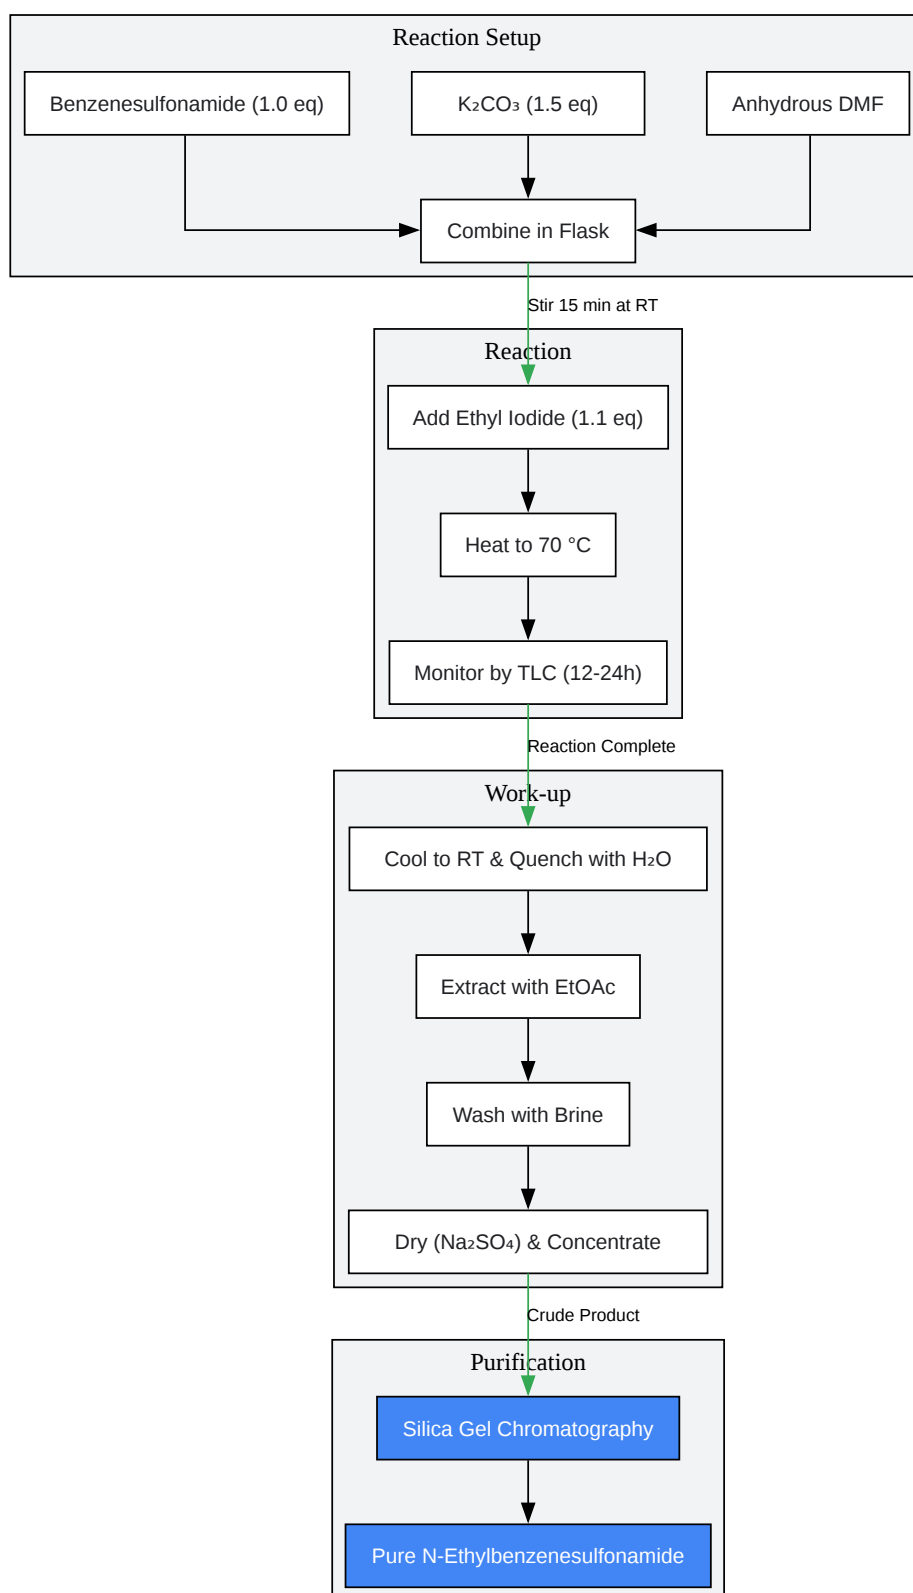 Reaction Setup
Benzenesulfonamide (1.0 eq)
K₂CO₃ (1.5 eq)
Anhydrous DMF
Combine in Flask
Stir 15 min at RT
Reaction
Add Ethyl Iodide (1.1 eq)
Heat to 70 °C
Monitor by TLC (12-24h)
Reaction Complete
Work-up
Cool to RT & Quench with H₂O
Extract with EtOAc
Wash with Brine
Dry (Na₂SO₄) & Concentrate
Crude Product
Purification
Silica Gel Chromatography
Pure N-Ethylbenzenesulfonamide